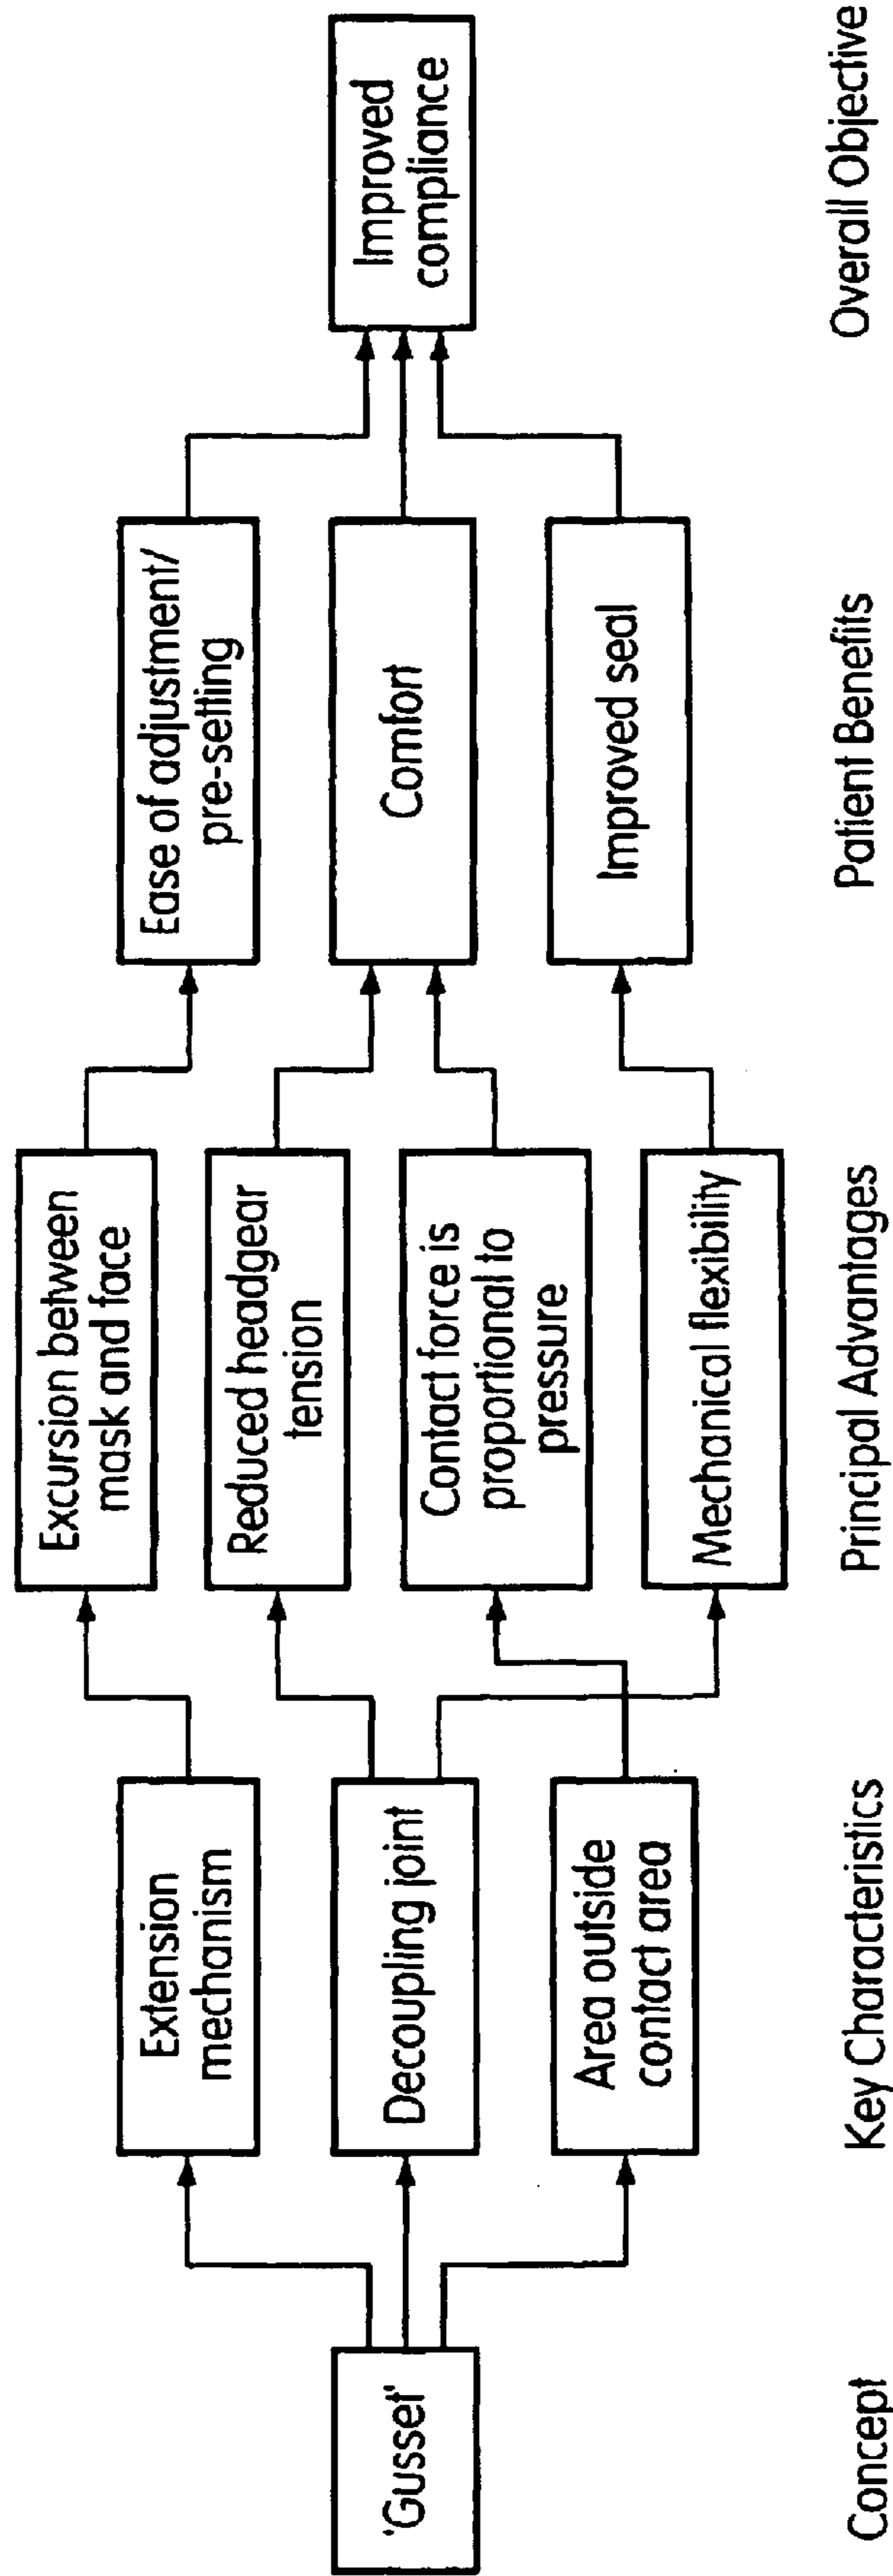 'Gusset'
Extension
mechanism
Decoupling joint
Area outside
contact area
Excursion between
mask and face
Reduced headgear
tension
Contact force is
proportional to
pressure
Mechanical flexibility
Ease of adjustment/
pre-setting
Comfort
Improved seal
Improved
compliance
Concept
Key Characteristics
Principal Advantages
Patient Benefits
Overall Objective